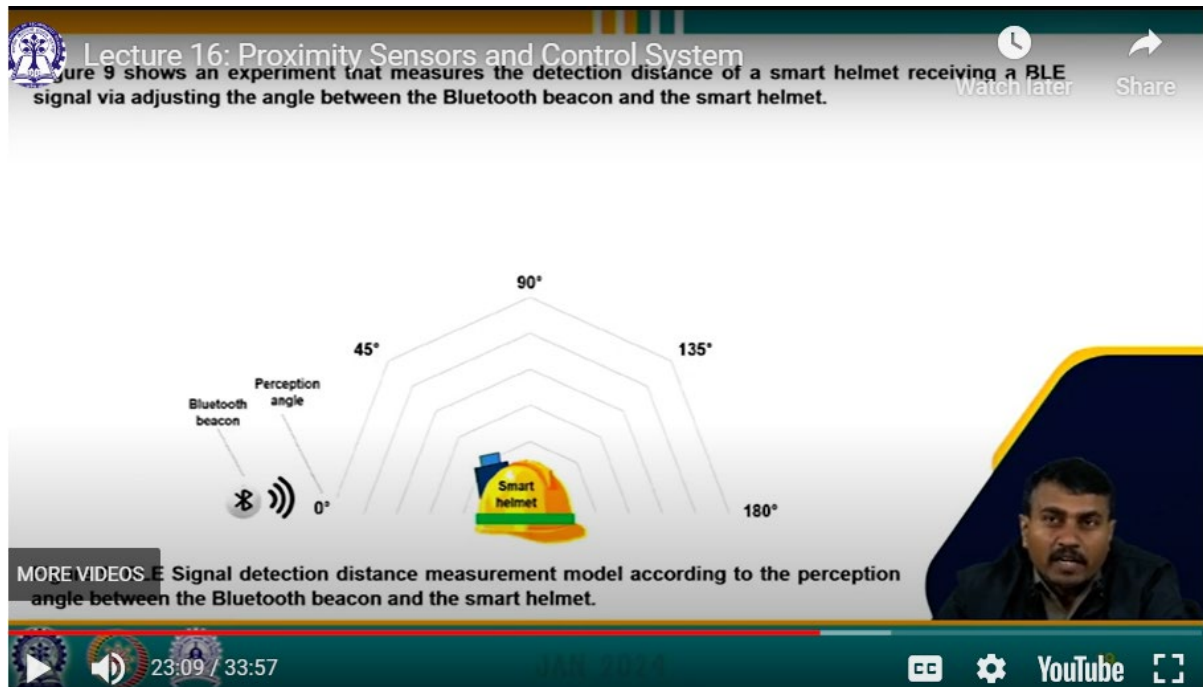 Lecture 16: Proximity Sensors and Control System
Watch later
Share
gure 9 shows an experiment that measures the detection distance of a smart helmet receiving a BLE
signal via adjusting the angle between the Bluetooth beacon and the smart helmet.
90°
45°
135°
Perception
angle
Bluetooth
beacon
Smart
helmet
0°
180°
MORE VIDEOS
E Signal detection distance measurement model according to the perception
angle between the Bluetooth beacon and the smart helmet.
23:09 / 33:57
JAN 2024
CC
YouTube